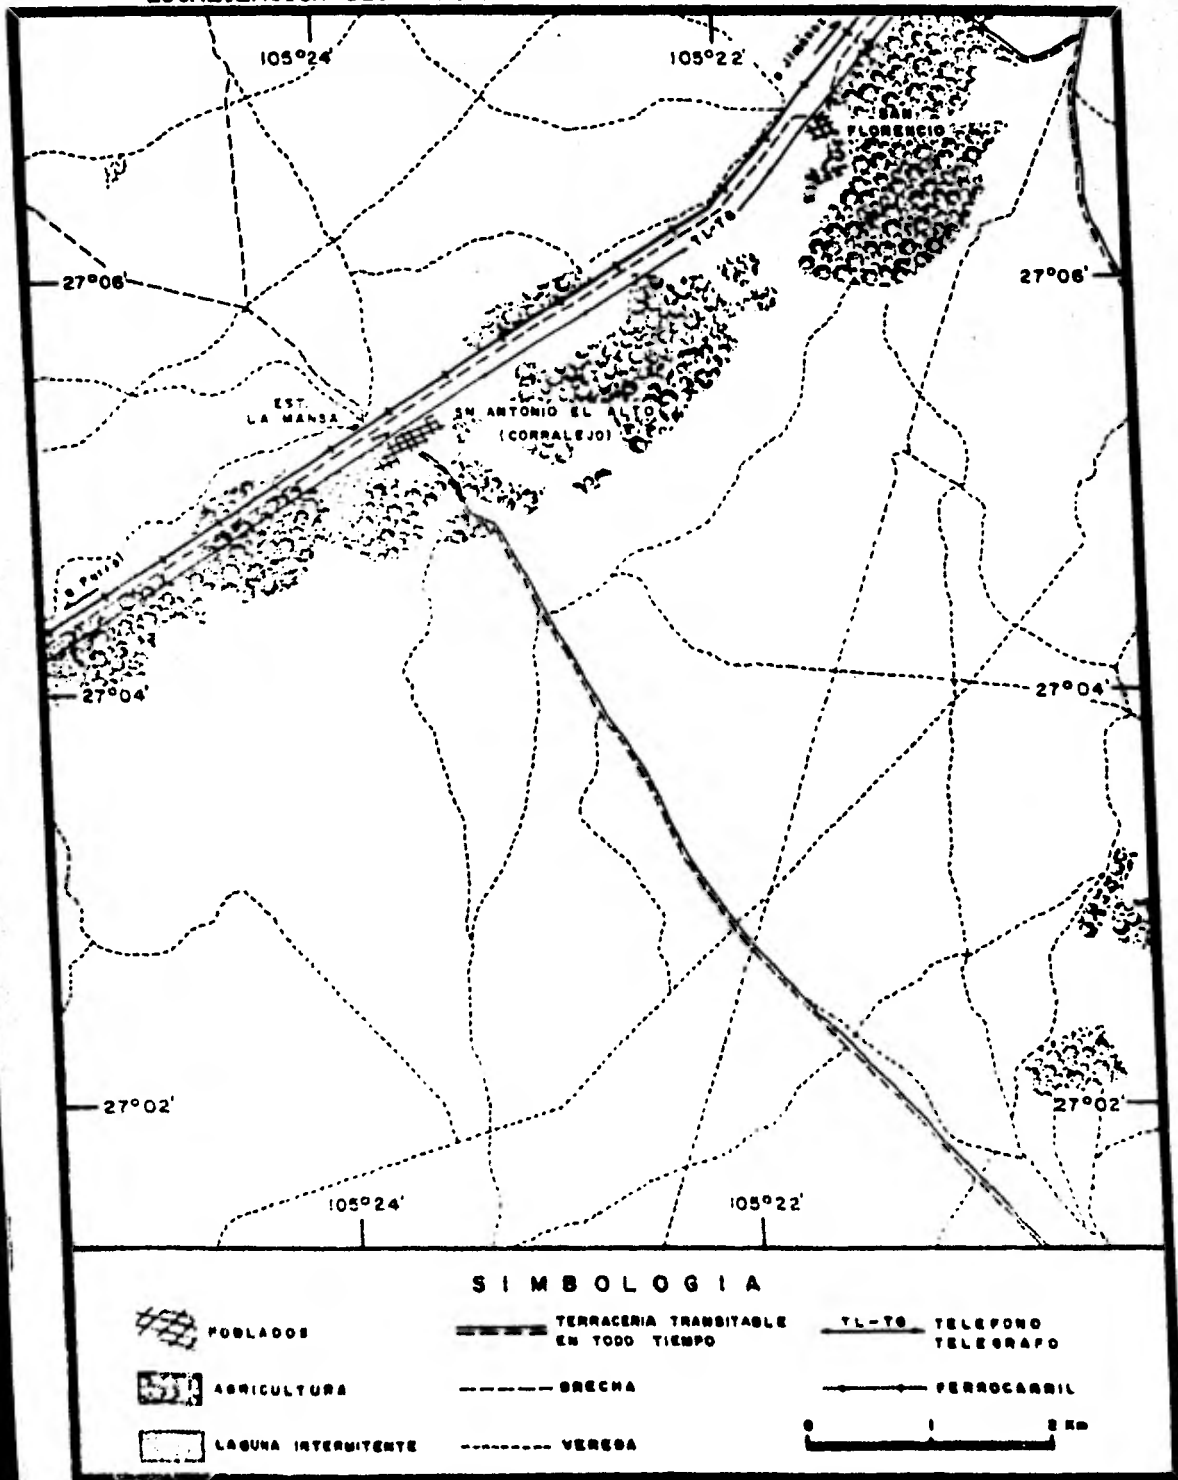 105°24'
105°22'
a Jiménez
SAN
FLORENCIO
TL-TG
27°06'
27°06'
EST.
LA MANSA
SN ANTONIO EL ALTO
(CORRALEJO)
a Parral
27°04'
27°04'
27°02'
27°02'
105°24'
105°22'
SIMBOLOGIA
POBLADOS
TERRACERIA TRANSITABLE
EN TODO TIEMPO
TL-TG
TELEFONO
TELEGRAFO
AGRICULTURA
BRECHA
FERROCARRIL
LAGUNA INTERMITENTE
VEREDA
0 1 2 Km